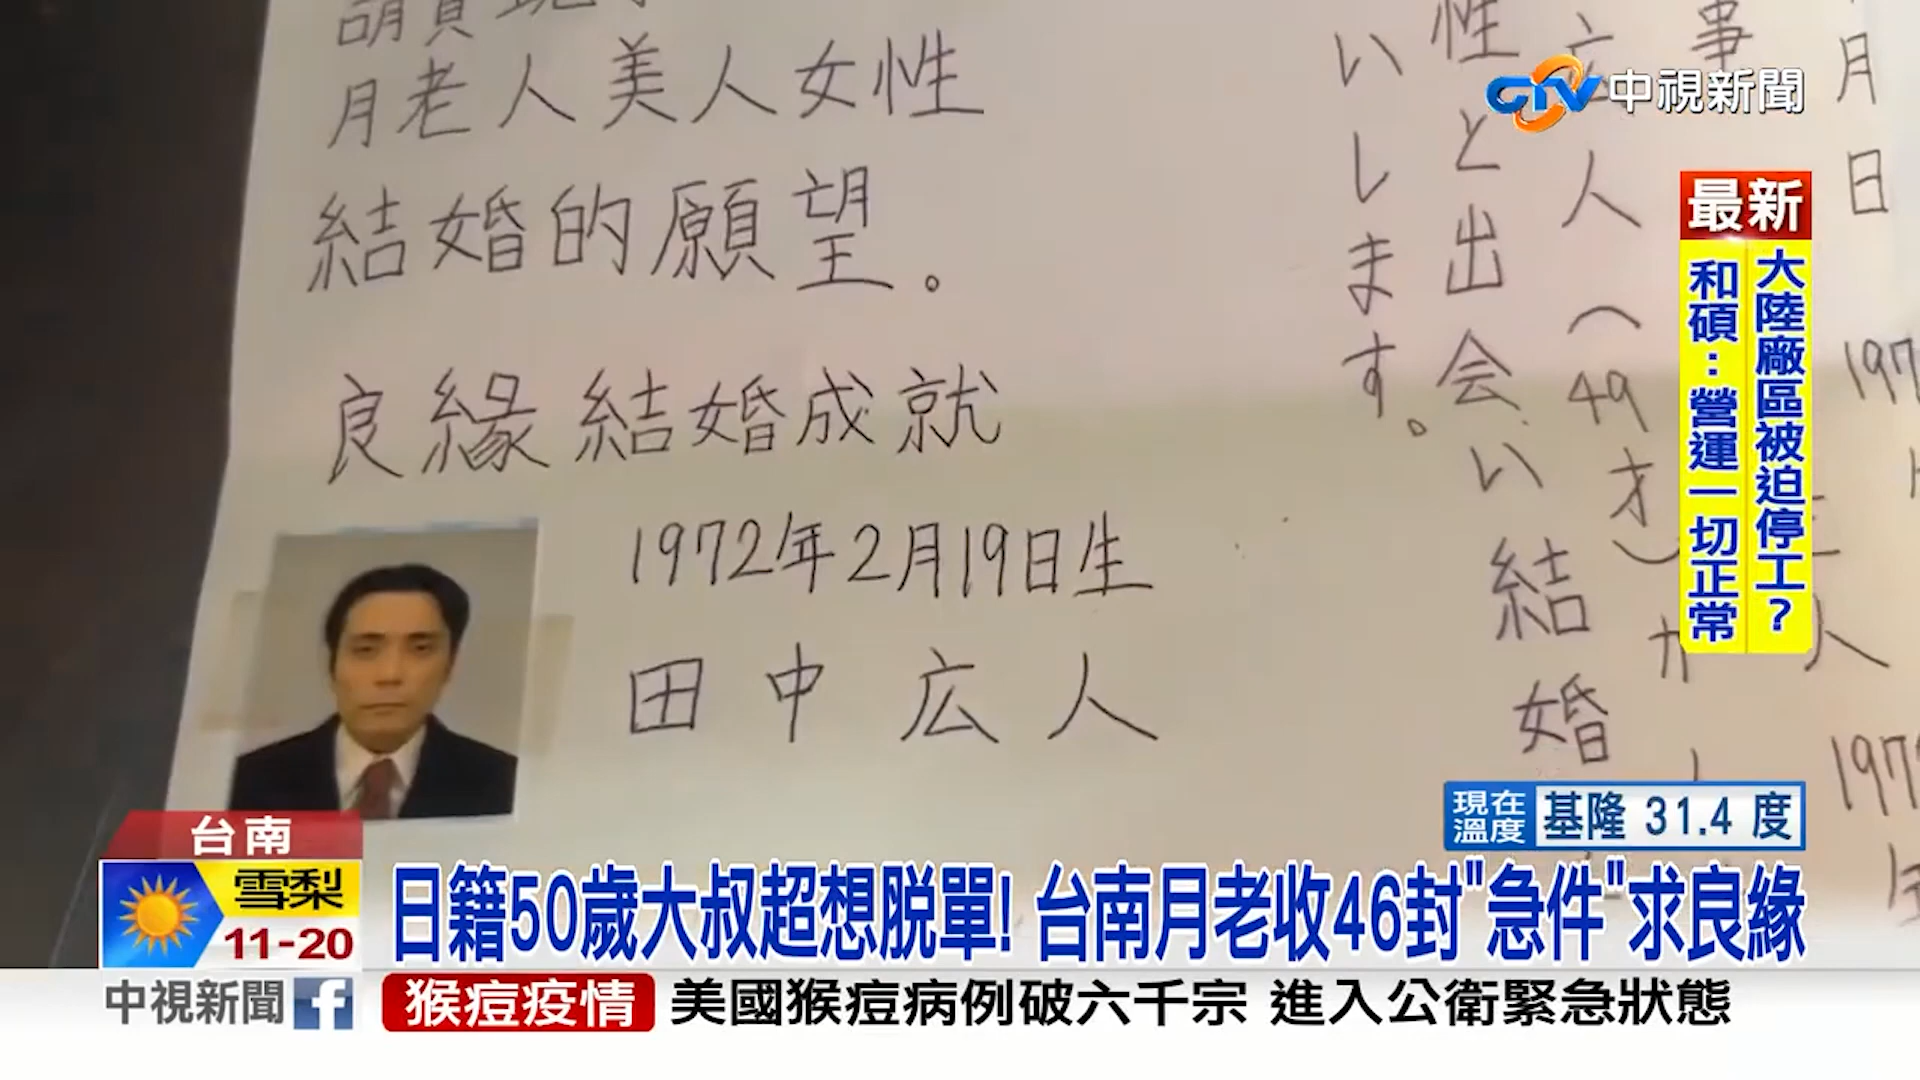 月老人美人女性
結婚的願望。
良緣結婚成就
1972年2月19日生
田中広人
いします。
性と出会い結婚
人(49才)か
事
月
日
197
197
CTV中視新聞
最新
大陸廠區被迫停工?
和碩:營運一切正常
現在溫度
基隆 31.4 度
台南
雪梨
11-20
日籍50歲大叔超想脫單! 台南月老收46封"急件"求良緣
中視新聞
猴痘疫情 美國猴痘病例破六千宗 進入公衛緊急狀態